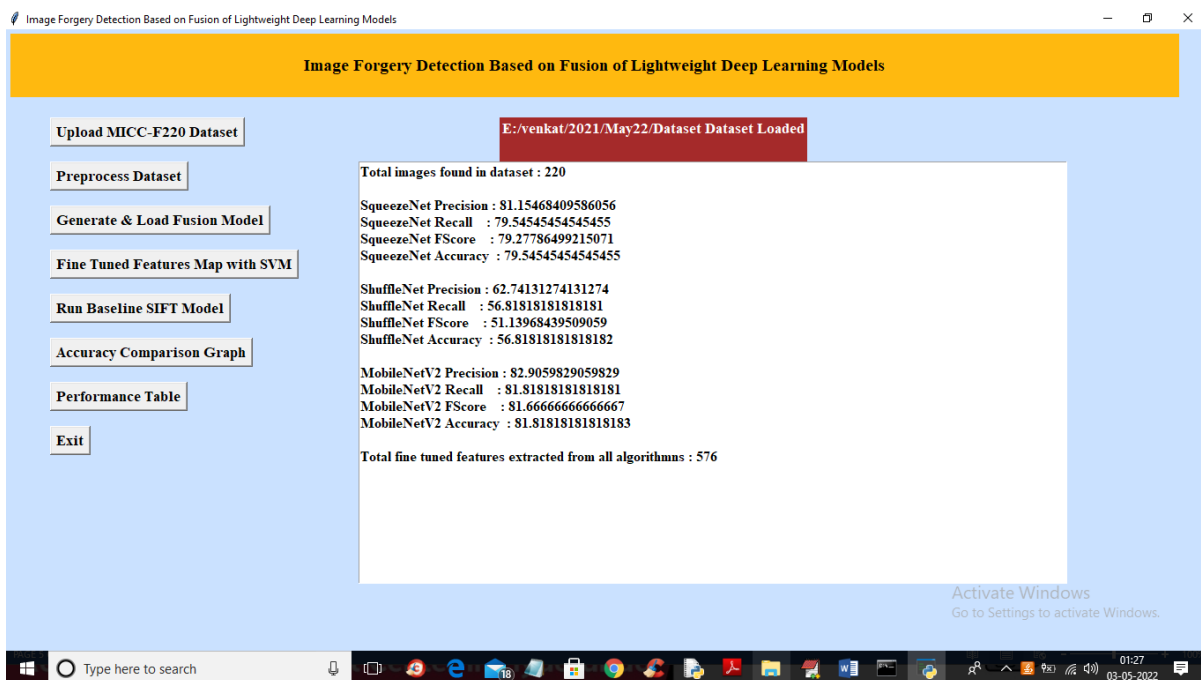 Image Forgery Detection Based on Fusion of Lightweight Deep Learning Models
Image Forgery Detection Based on Fusion of Lightweight Deep Learning Models
Upload MICC-F220 Dataset
Preprocess Dataset
Generate & Load Fusion Model
Fine Tuned Features Map with SVM
Run Baseline SIFT Model
Accuracy Comparison Graph
Performance Table
Exit
E:/venkat/2021/May22/Dataset Dataset Loaded
Total images found in dataset : 220
SqueezeNet Precision : 81.15468409586056
SqueezeNet Recall : 79.54545454545455
SqueezeNet FScore : 79.27786499215071
SqueezeNet Accuracy : 79.54545454545455
ShuffleNet Precision : 62.74131274131274
ShuffleNet Recall : 56.81818181818181
ShuffleNet FScore : 51.13968439509059
ShuffleNet Accuracy : 56.81818181818182
MobileNetV2 Precision : 82.9059829059829
MobileNetV2 Recall : 81.81818181818181
MobileNetV2 FScore : 81.66666666666667
MobileNetV2 Accuracy : 81.81818181818183
Total fine tuned features extracted from all algorithmns : 576
Activate Windows
Go to Settings to activate Windows.
Type here to search
18
01:27
03-05-2022